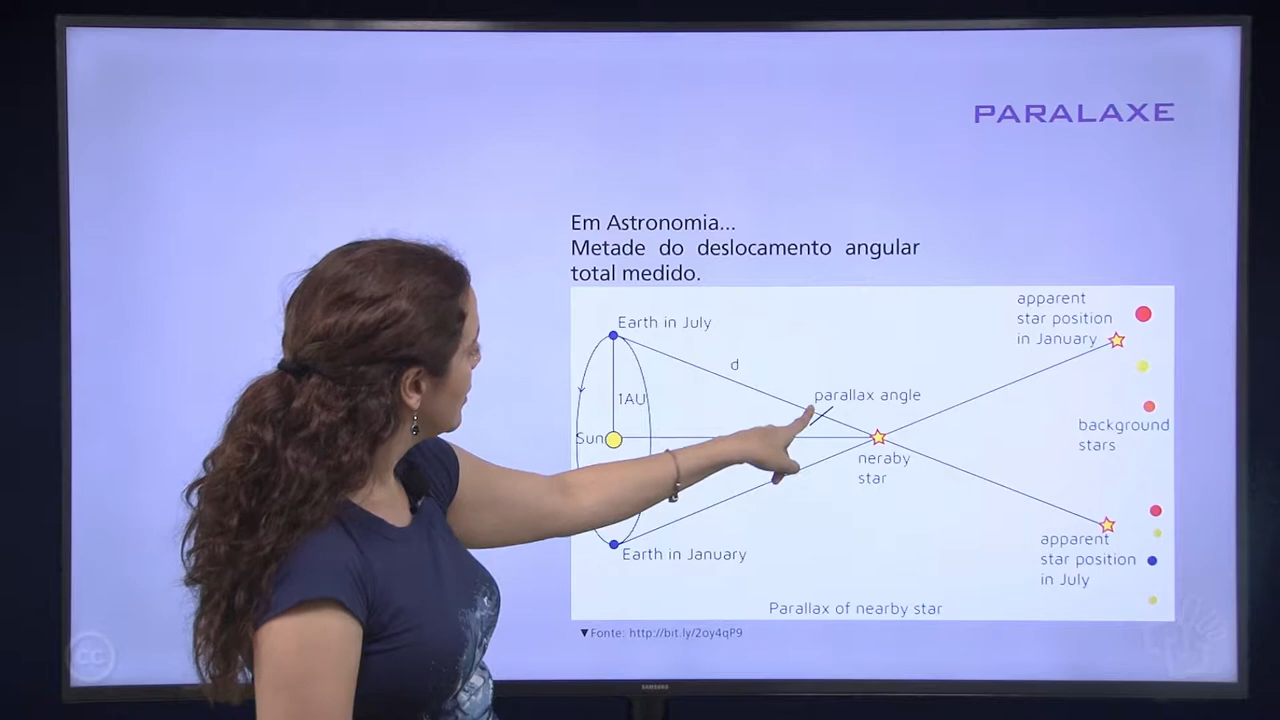 PARALAXE
Em Astronomia...
Metade do deslocamento angular
total medido.
apparent
star position
in January
Earth in July
d
1AU
parallax angle
background
stars
Sun
neraby
star
apparent
star position
in July
Earth in January
Parallax of nearby star
Fonte: http://bit.ly/2oy4qP9
cc
SAMSUNG